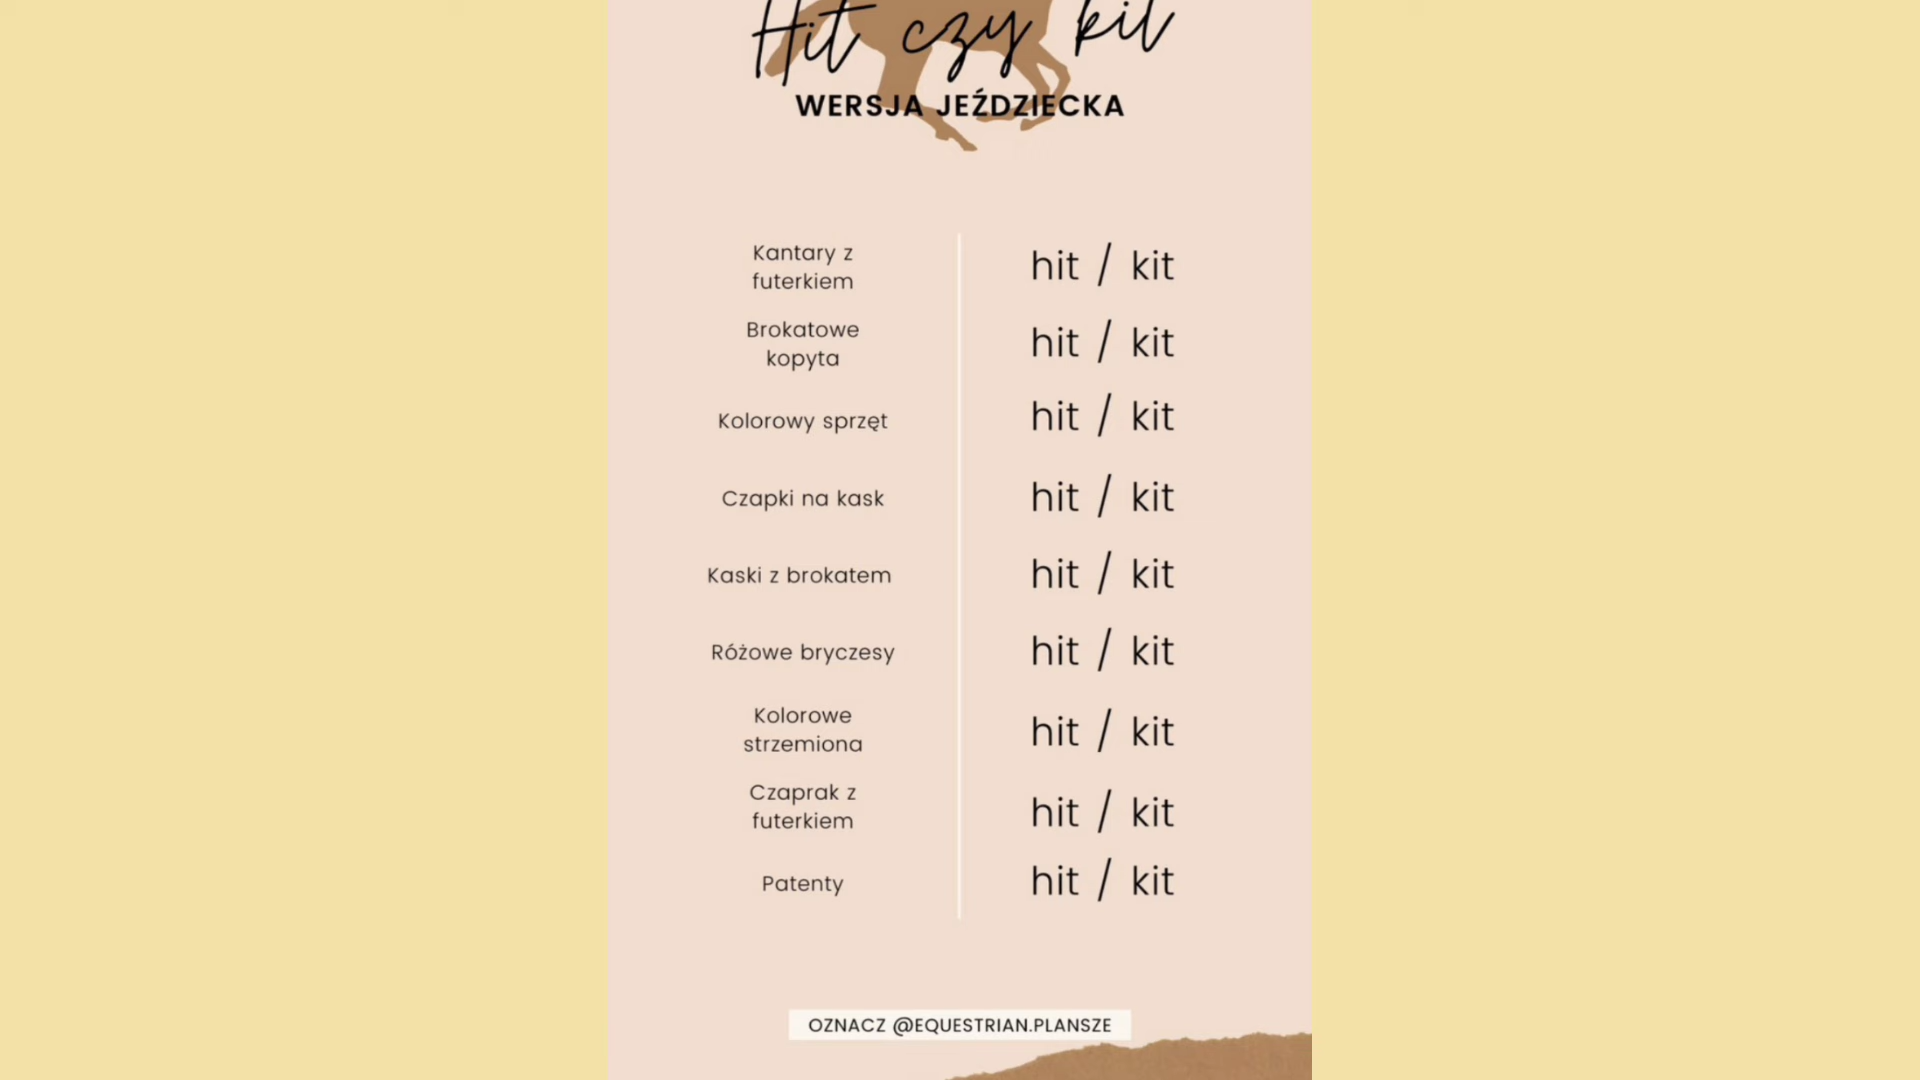 Hit czy kit
WERSJA JEŹDZIECKA
Kantary z
futerkiem
hit / kit
Brokatowe
kopyta
hit / kit
Kolorowy sprzęt
hit / kit
Czapki na kask
hit / kit
Kaski z brokatem
hit / kit
Różowe bryczesy
hit / kit
Kolorowe
strzemiona
hit / kit
Czaprak z
futerkiem
hit / kit
Patenty
hit / kit
OZNACZ @EQUESTRIAN.PLANSZE